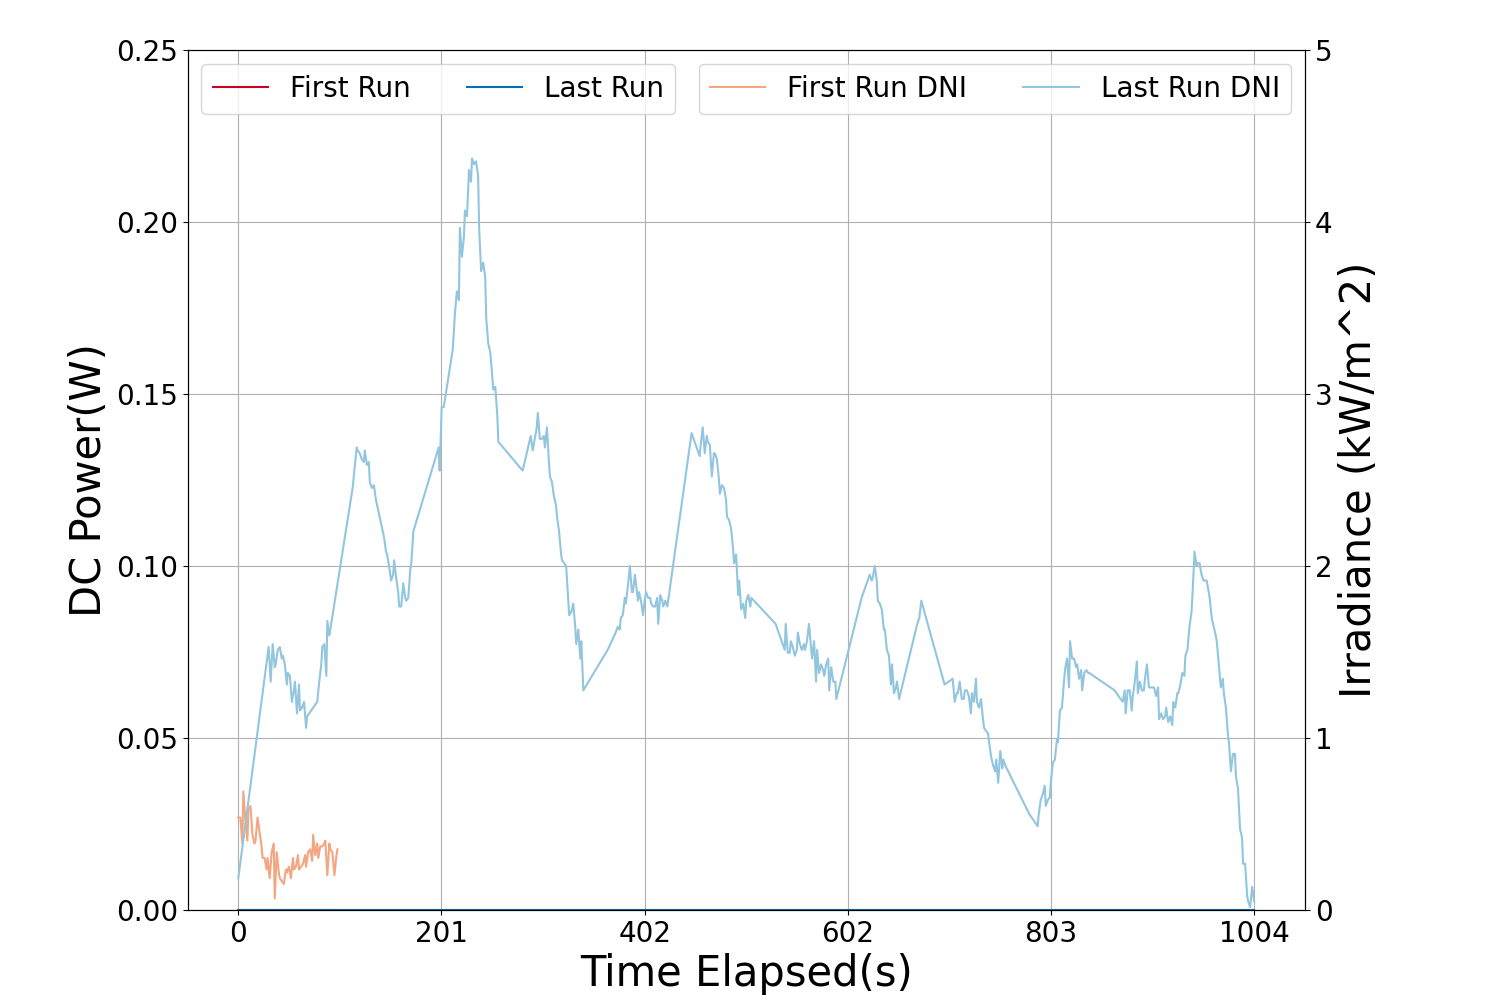 First Run Last Run First Run DNI Last Run DNI
0.25
0.20
0.15
0.10
0.05
0.00
DC Power(W)
5
4
3
2
1
0
Irradiance (kW/m^2)
0 201 402 602 803 1004
Time Elapsed(s)